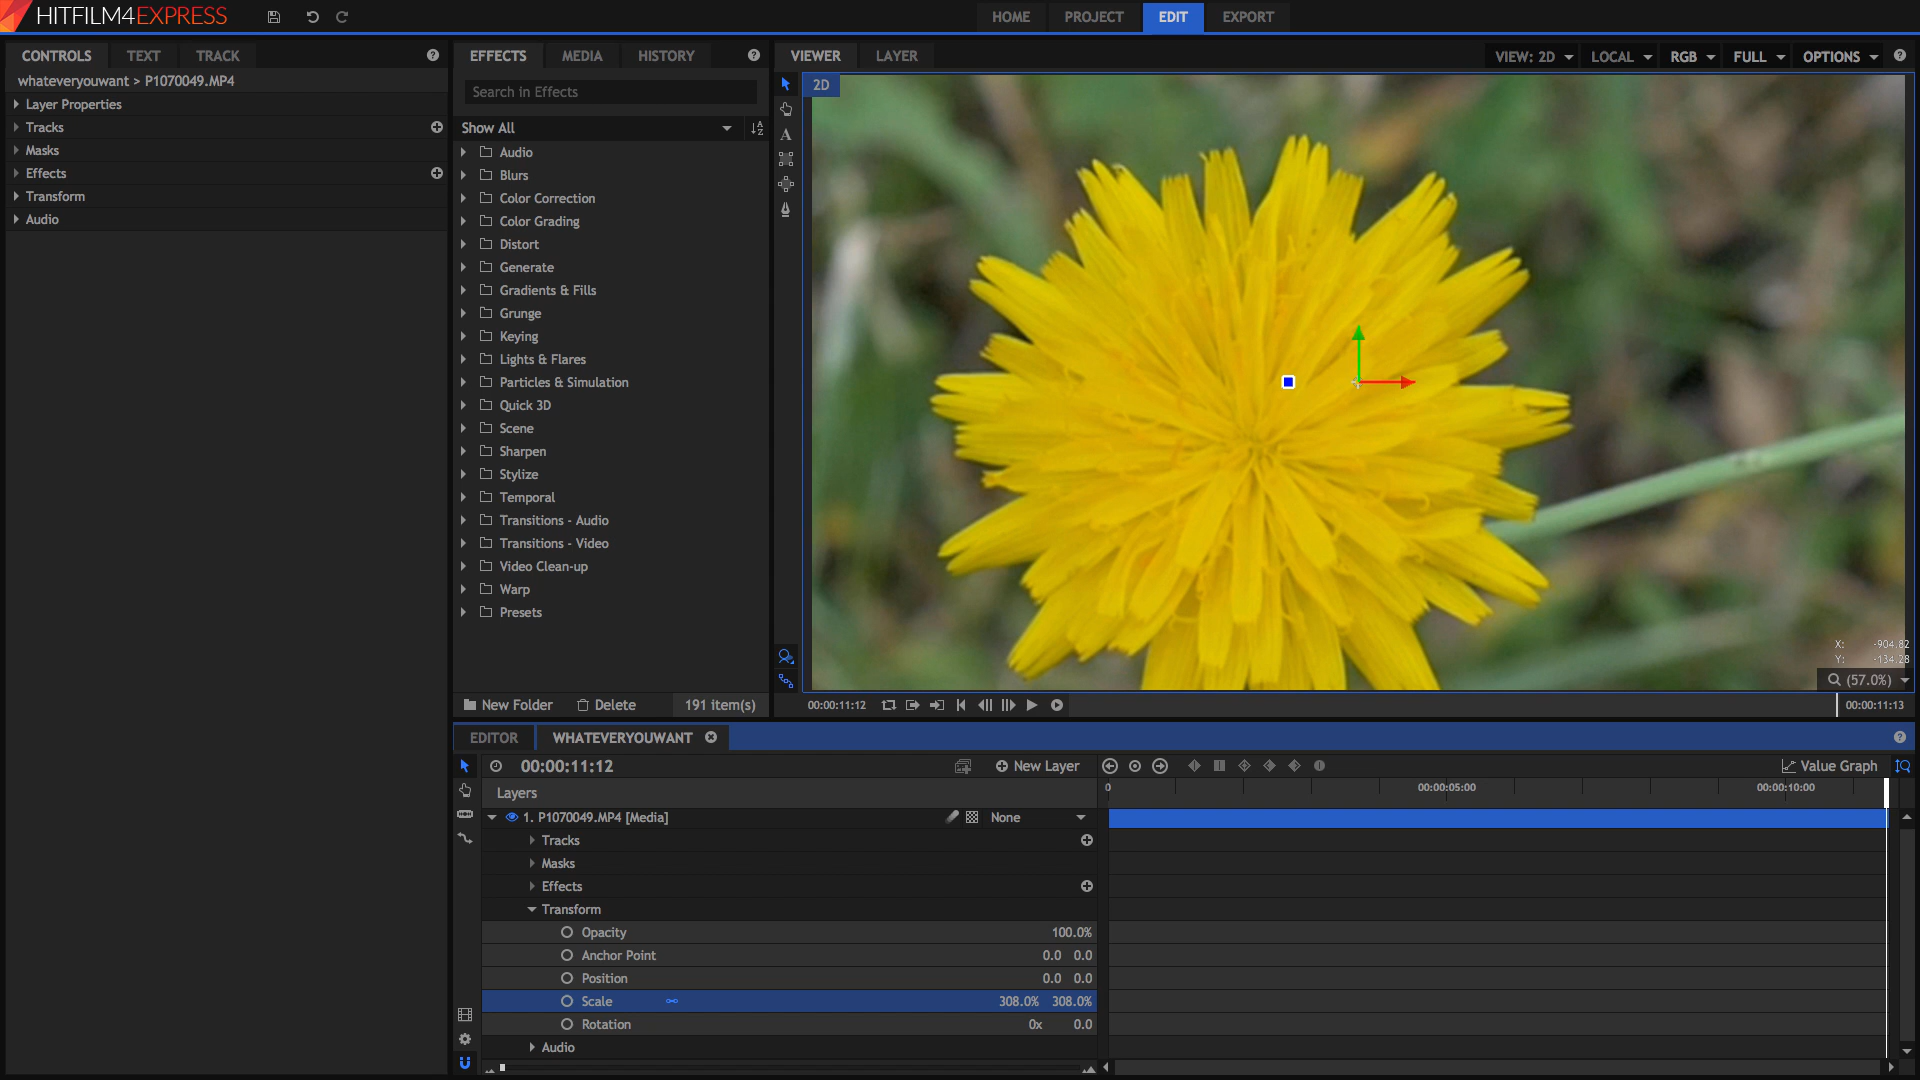 HITFILM4EXPRESS
HOME PROJECT EDIT EXPORT
CONTROLS TEXT TRACK
whateveryouwant > P1070049.MP4
Layer Properties
Tracks
Masks
Effects
Transform
Audio
EFFECTS MEDIA HISTORY
Search in Effects
Show All
Audio
Blurs
Color Correction
Color Grading
Distort
Generate
Gradients & Fills
Grunge
Keying
Lights & Flares
Particles & Simulation
Quick 3D
Scene
Sharpen
Stylize
Temporal
Transitions - Audio
Transitions - Video
Video Clean-up
Warp
Presets
New Folder Delete 191 item(s)
VIEWER LAYER VIEW: 2D LOCAL RGB FULL OPTIONS
2D
X: -904.82
Y: -134.28
(57.0%)
00:00:11:12 00:00:11:13
EDITOR WHATEVERYOUWANT
00:00:11:12 New Layer Value Graph
Layers 0 00:00:05:00 00:00:10:00
1. P1070049.MP4 [Media] None
Tracks
Masks
Effects
Transform
Opacity 100.0%
Anchor Point 0.0 0.0
Position 0.0 0.0
Scale 308.0% 308.0%
Rotation 0x 0.0
Audio